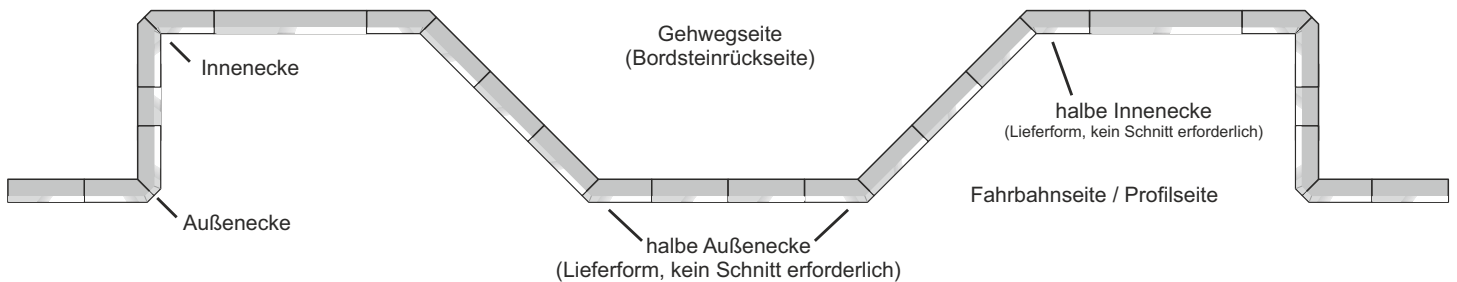 Gehwegseite
(Bordsteinrückseite)
Innenecke
halbe Innenecke
(Lieferform, kein Schnitt erforderlich)
Fahrbahnseite / Profilseite
Außenecke
halbe Außenecke
(Lieferform, kein Schnitt erforderlich)